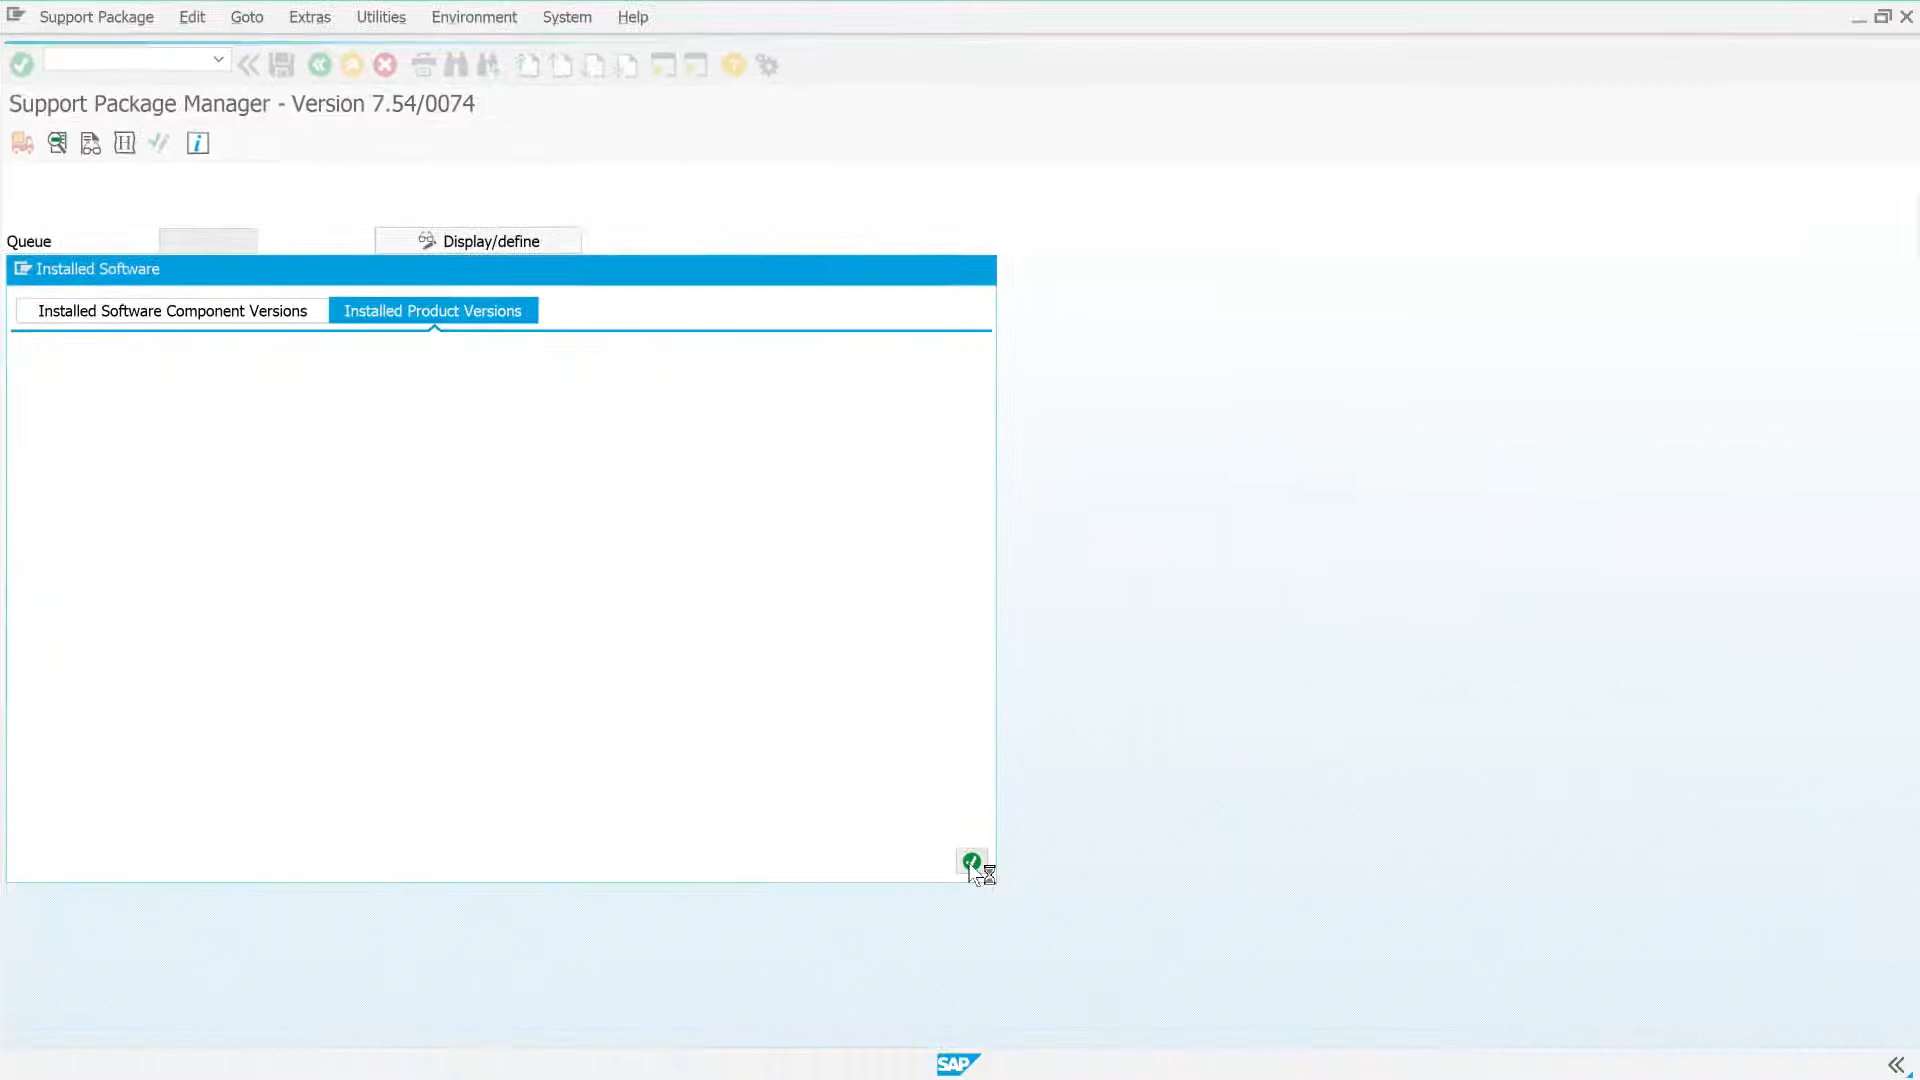 Support Package Edit Goto Extras Utilities Environment System Help
Support Package Manager - Version 7.54/0074
Queue Display/define
Installed Software
Installed Software Component Versions Installed Product Versions
SAP